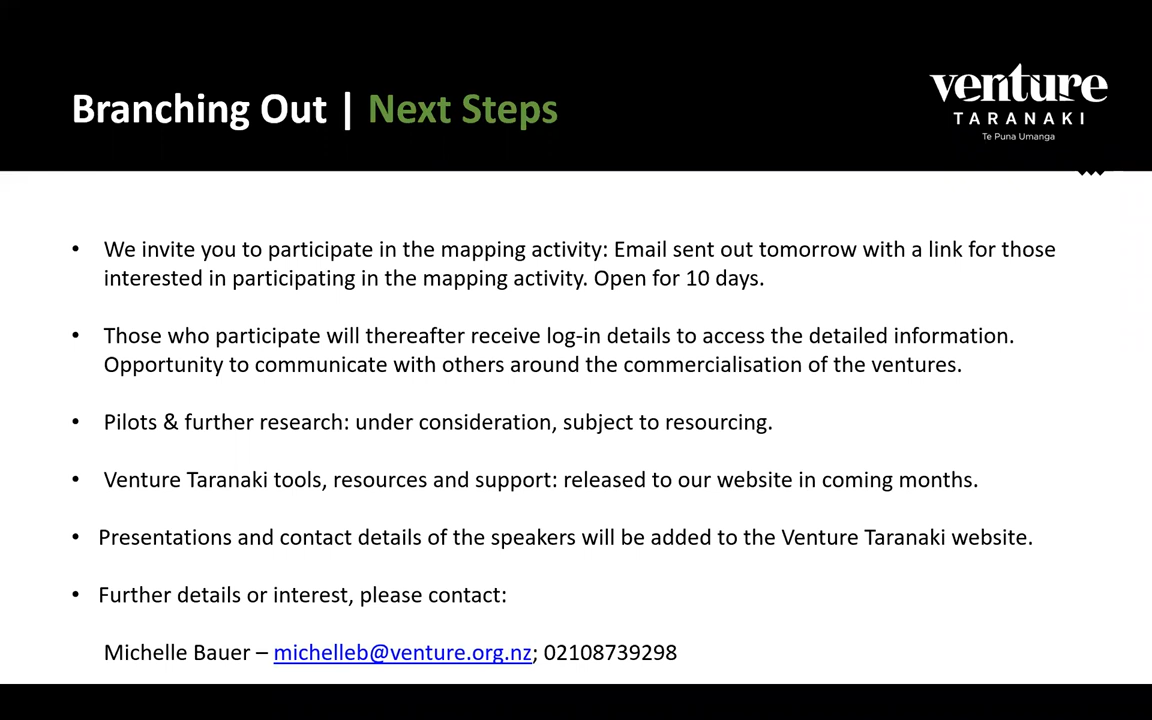 Branching Out | Next Steps
venture
TARANAKI
Te Puna Umanga
• We invite you to participate in the mapping activity: Email sent out tomorrow with a link for those
interested in participating in the mapping activity. Open for 10 days.
• Those who participate will thereafter receive log-in details to access the detailed information.
Opportunity to communicate with others around the commercialisation of the ventures.
• Pilots & further research: under consideration, subject to resourcing.
• Venture Taranaki tools, resources and support: released to our website in coming months.
• Presentations and contact details of the speakers will be added to the Venture Taranaki website.
• Further details or interest, please contact:
Michelle Bauer – michelleb@venture.org.nz; 02108739298